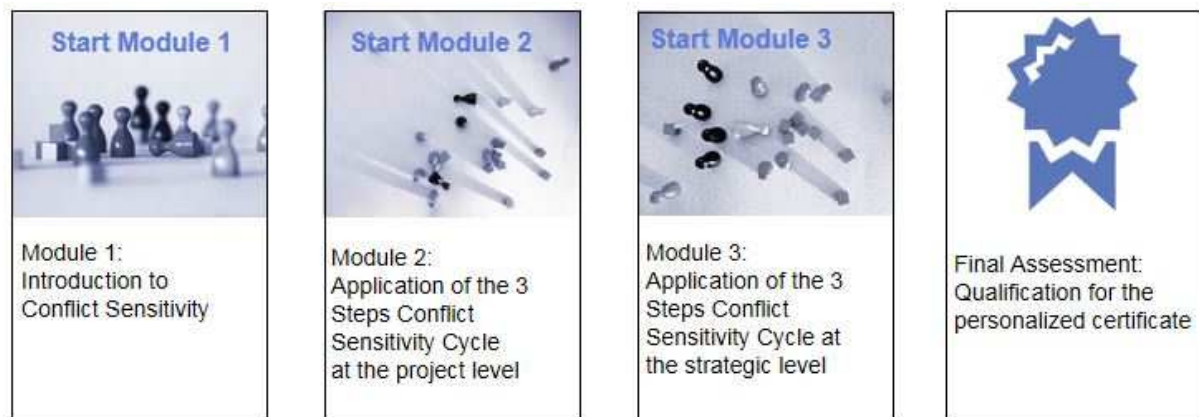 Start Module 1
Module 1:
Introduction to
Conflict Sensitivity
Start Module 2
Module 2:
Application of the 3
Steps Conflict
Sensitivity Cycle
at the project level
Start Module 3
Module 3:
Application of the 3
Steps Conflict
Sensitivity Cycle at
the strategic level
Final Assessment:
Qualification for the
personalized certificate